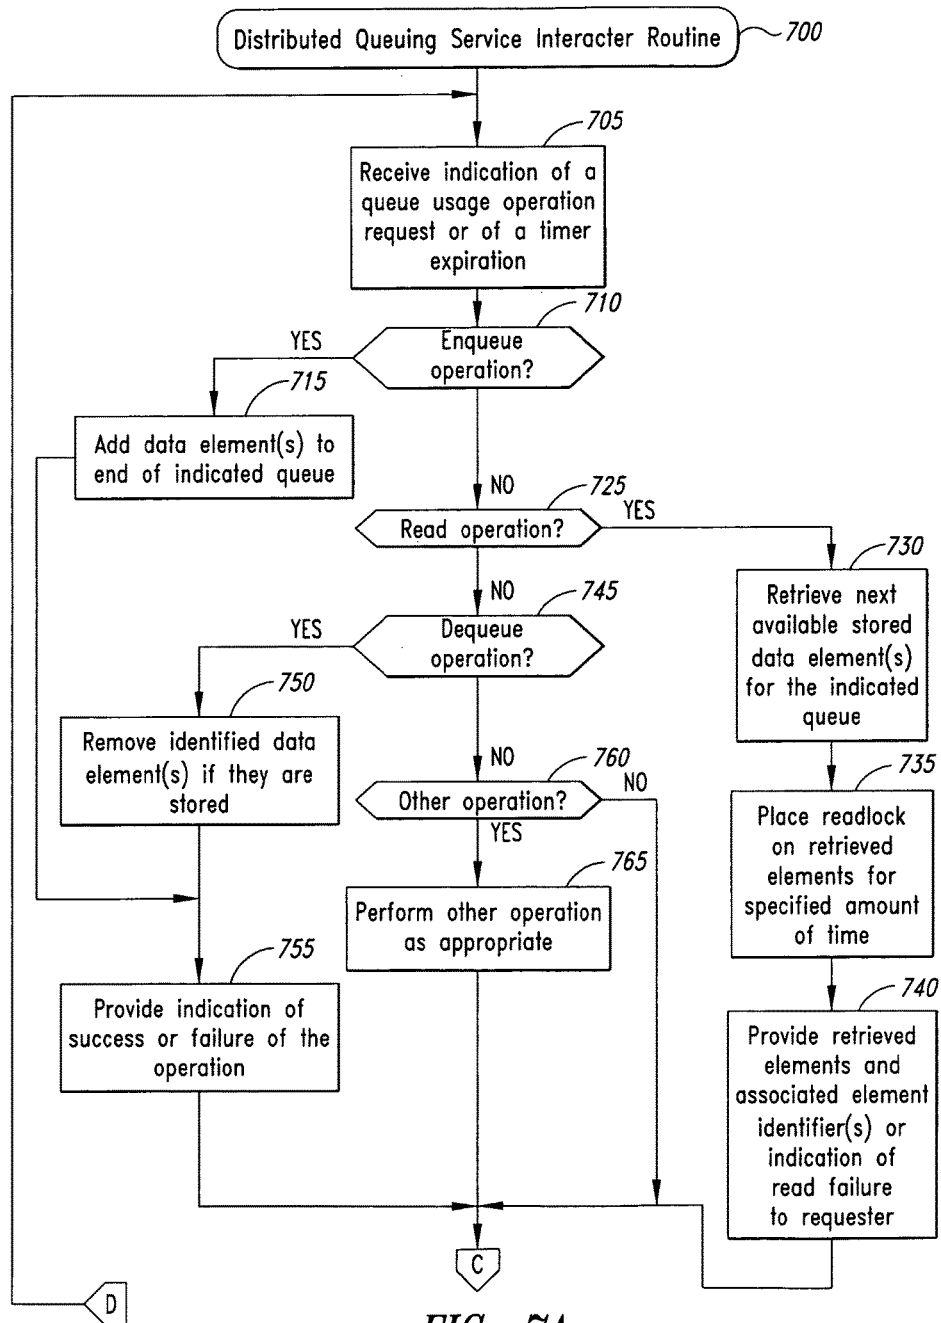 Distributed Queuing Service Interacter Routine
700
705
Receive indication of a
queue usage operation
request or of a timer
expiration
710
Enqueue
operation?
YES
715
Add data element(s) to
end of indicated queue
NO
725
Read operation?
YES
730
Retrieve next
available stored
data element(s)
for the indicated
queue
NO
745
Dequeue
operation?
YES
750
Remove identified data
element(s) if they are
stored
NO
760
Other operation?
NO
YES
735
Place readlock
on retrieved
elements for
specified amount
of time
765
Perform other operation
as appropriate
755
Provide indication of
success or failure of the
operation
740
Provide retrieved
elements and
associated element
identifier(s) or
indication of
read failure
to requester
C
D
FIG. 7A